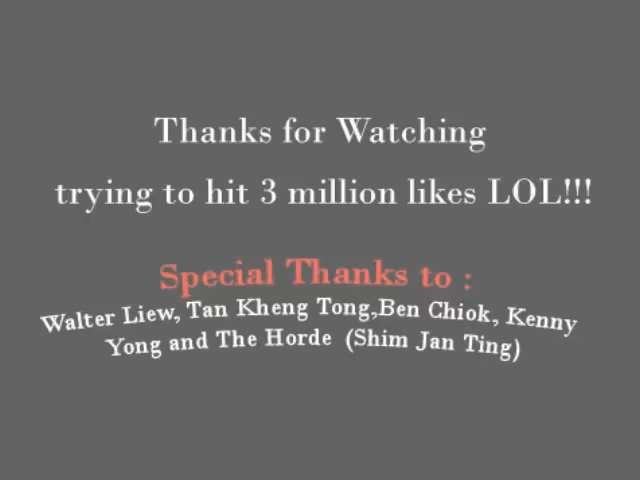 Thanks for Watching
trying to hit 3 million likes LOL!!!
Special Thanks to :
Walter Liew, Tan Kheng Tong,Ben Chiok, Kenny
Yong and The Horde (Shim Jan Ting)